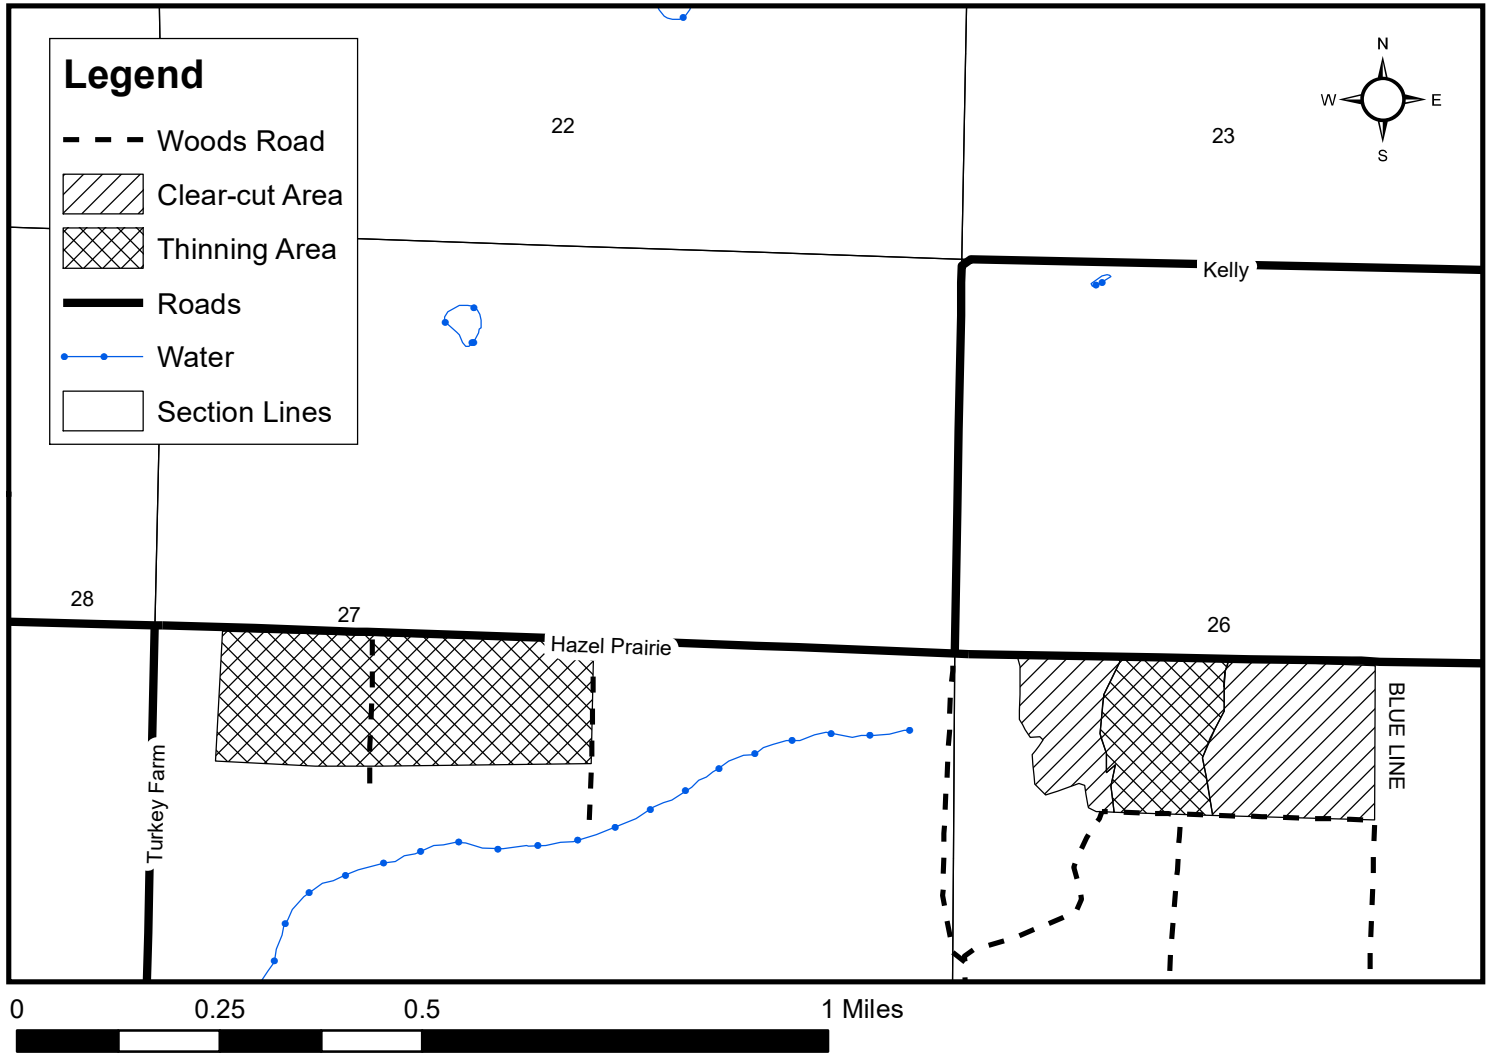 Legend
Woods Road
Clear-cut Area
Thinning Area
Roads
Water
Section Lines
22
23
N
W E
S
Kelly
28
27
26
Hazel Prairie
Turkey Farm
BLUE LINE
0 0.25 0.5 1 Miles